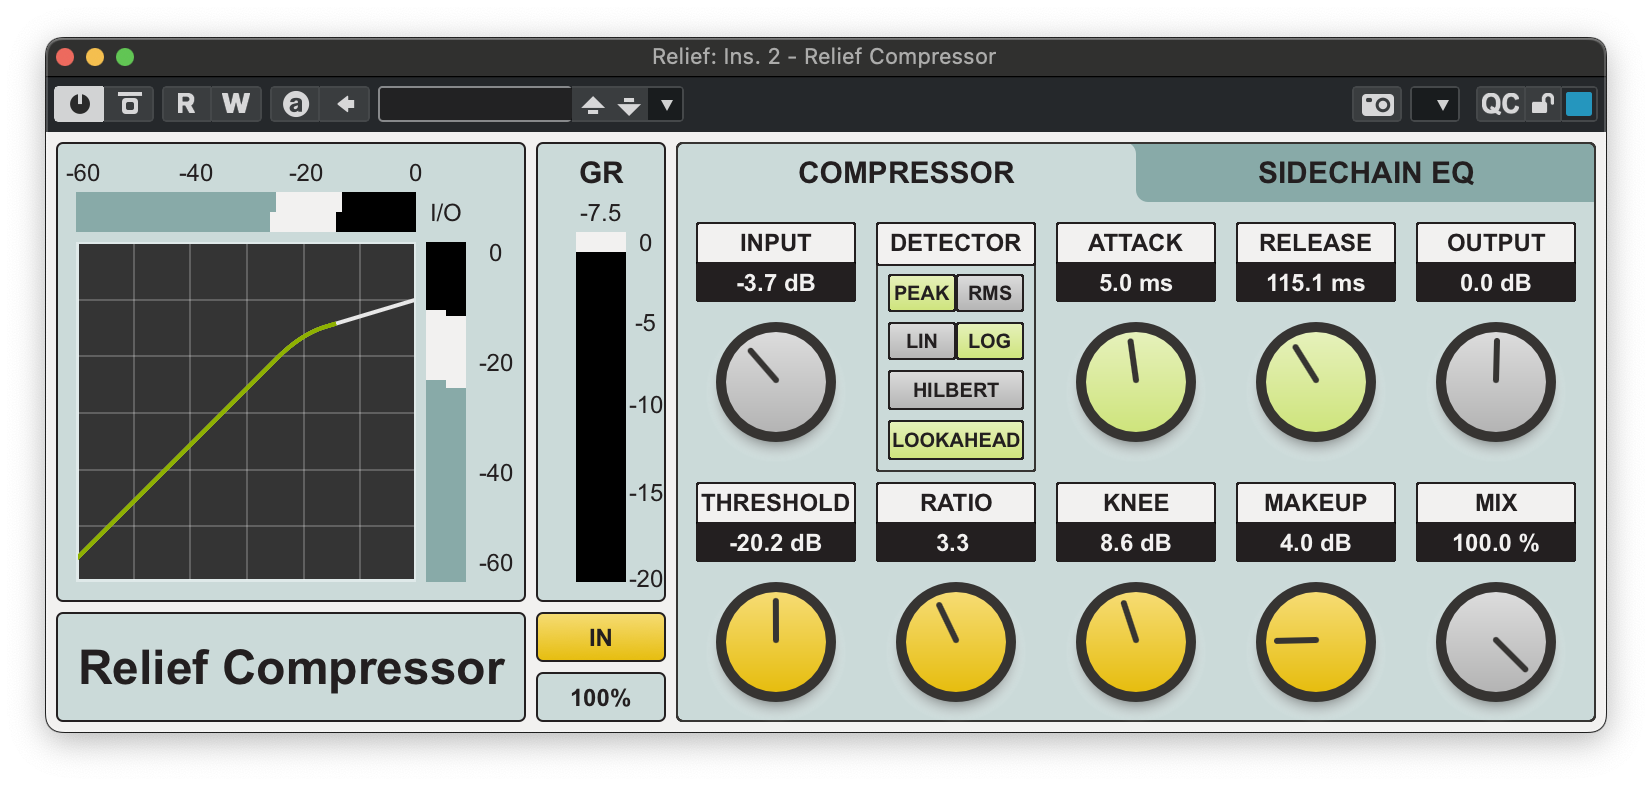 Relief: Ins. 2 - Relief Compressor
R W a QC
-60 -40 -20 0
I/O
0
-20
-40
-60
GR
-7.5
0
-5
-10
-15
-20
IN
100%
Relief Compressor
COMPRESSOR SIDECHAIN EQ
INPUT
-3.7 dB
DETECTOR
PEAK RMS
LIN LOG
HILBERT
LOOKAHEAD
ATTACK
5.0 ms
RELEASE
115.1 ms
OUTPUT
0.0 dB
THRESHOLD
-20.2 dB
RATIO
3.3
KNEE
8.6 dB
MAKEUP
4.0 dB
MIX
100.0 %